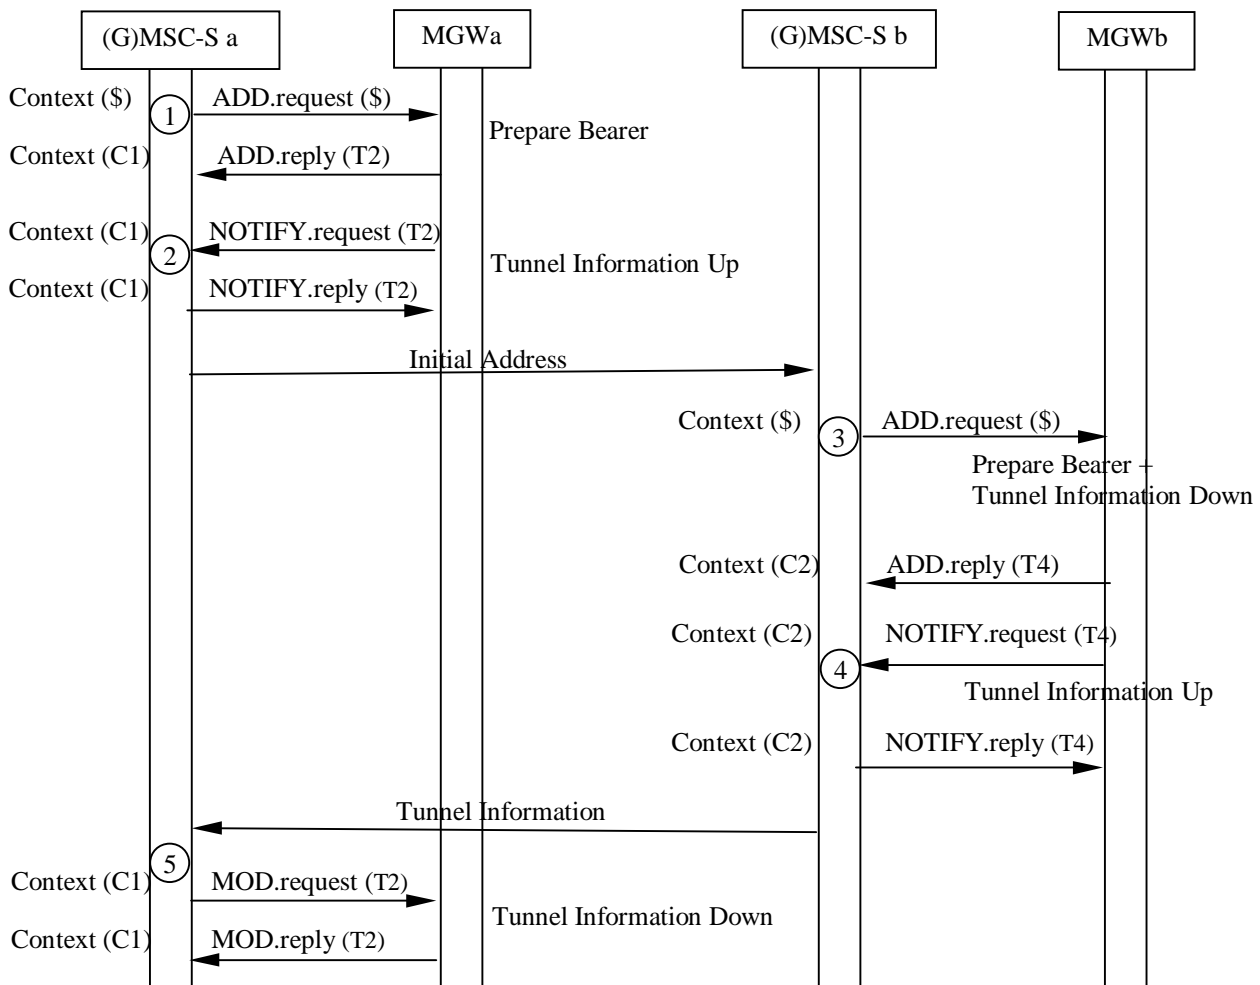 (G)MSC-S a
MGWa
(G)MSC-S b
MGWb
Context ($)
1
ADD.request ($)
Prepare Bearer
Context (C1)
ADD.reply (T2)
Context (C1)
2
NOTIFY.request (T2)
Tunnel Information Up
Context (C1)
NOTIFY.reply (T2)
Initial Address
Context ($)
3
ADD.request ($)
Prepare Bearer +
Tunnel Information Down
Context (C2)
ADD.reply (T4)
Context (C2)
NOTIFY.request (T4)
4
Tunnel Information Up
Context (C2)
NOTIFY.reply (T4)
Tunnel Information
5
Context (C1)
MOD.request (T2)
Tunnel Information Down
Context (C1)
MOD.reply (T2)